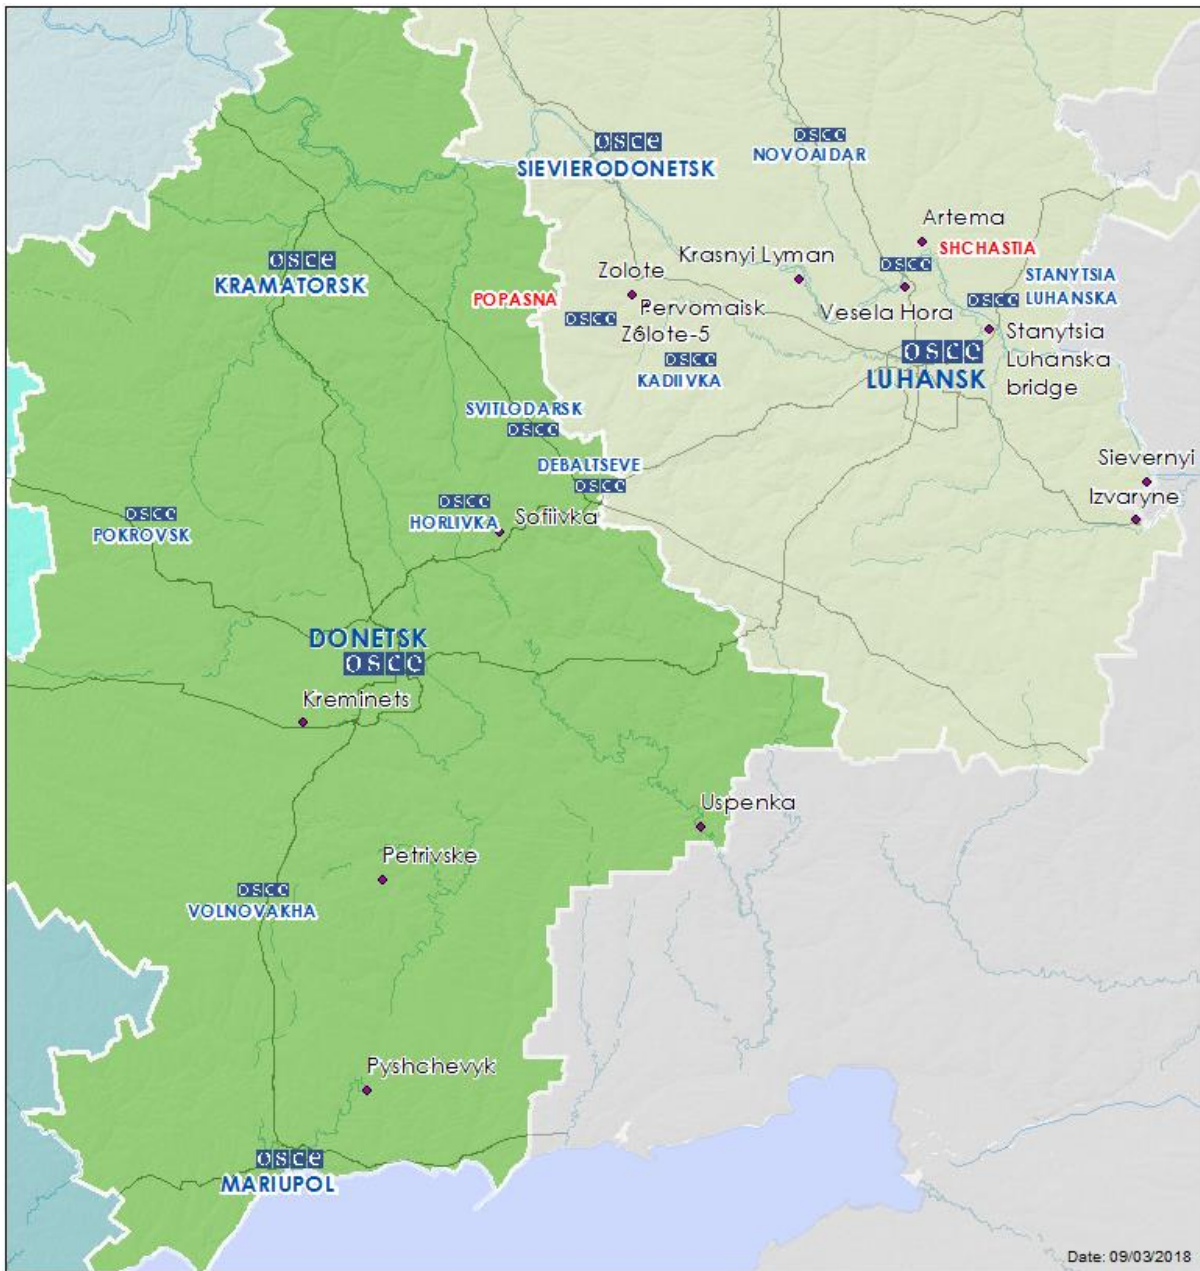 osce
SIEVIERODONETSK
osce
NOVOAIDAR
Artema
SHCHASTIA
osce
KRAMATORSK
Krasnyi Lyman
osce
STANYTSIA
LUHANSKA
osce
Zolote
POPASNA
Pervomaisk
osce
Zolote-5
Vesela Hora
Stanytsia
Luhanska
bridge
osce
LUHANSK
osce
KADIIVKA
SVITLODARSK
osce
DEBALTSEVE
osce
Sievernyi
Izvaryne
osce
HORLIVKA
Sofiivka
osce
POKROVSK
DONETSK
osce
Kreminets
Uspenka
Petrivske
osce
VOLNOVAKHA
Pyshchevyk
osce
MARIUPOL
Date: 09/03/2018